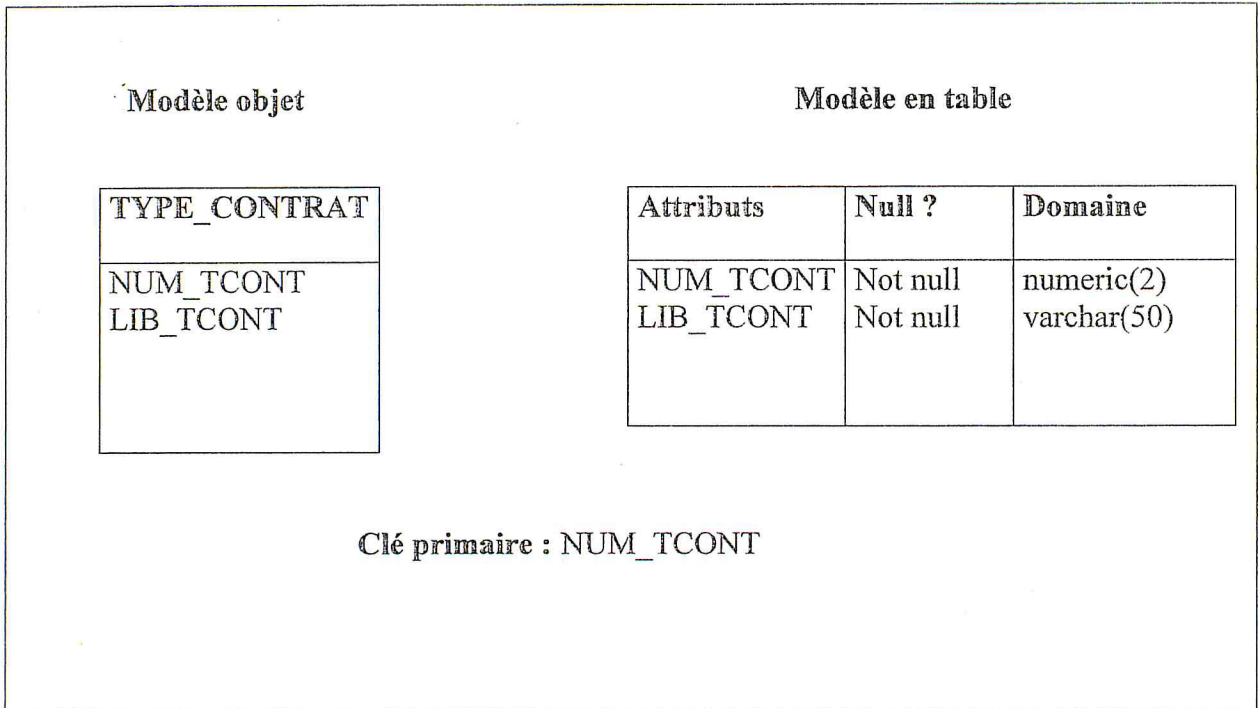 Modèle objet
Modèle en table
TYPE_CONTRAT
NUM_TCONT
LIB_TCONT
Attributs Null ? Domaine
NUM_TCONT Not null numeric(2)
LIB_TCONT Not null varchar(50)
Clé primaire : NUM_TCONT